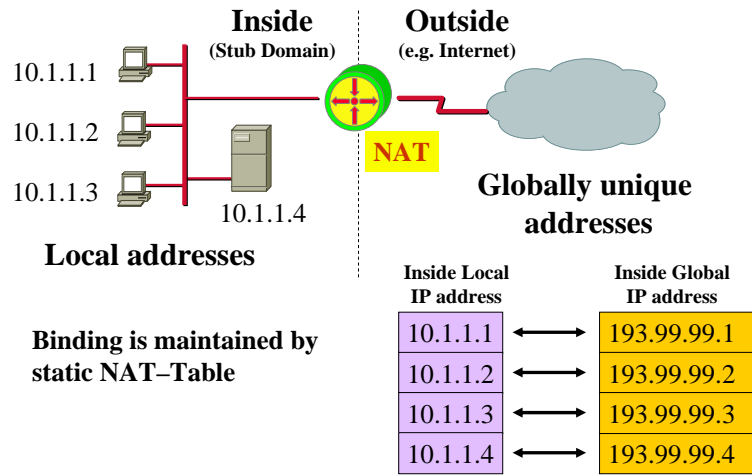 Inside
(Stub Domain)
Outside
(e.g. Internet)
10.1.1.1
10.1.1.2
10.1.1.3
10.1.1.4
NAT
Local addresses
Globally unique
addresses
Binding is maintained by
static NAT–Table
Inside Local
IP address
Inside Global
IP address
10.1.1.1
193.99.99.1
10.1.1.2
193.99.99.2
10.1.1.3
193.99.99.3
10.1.1.4
193.99.99.4